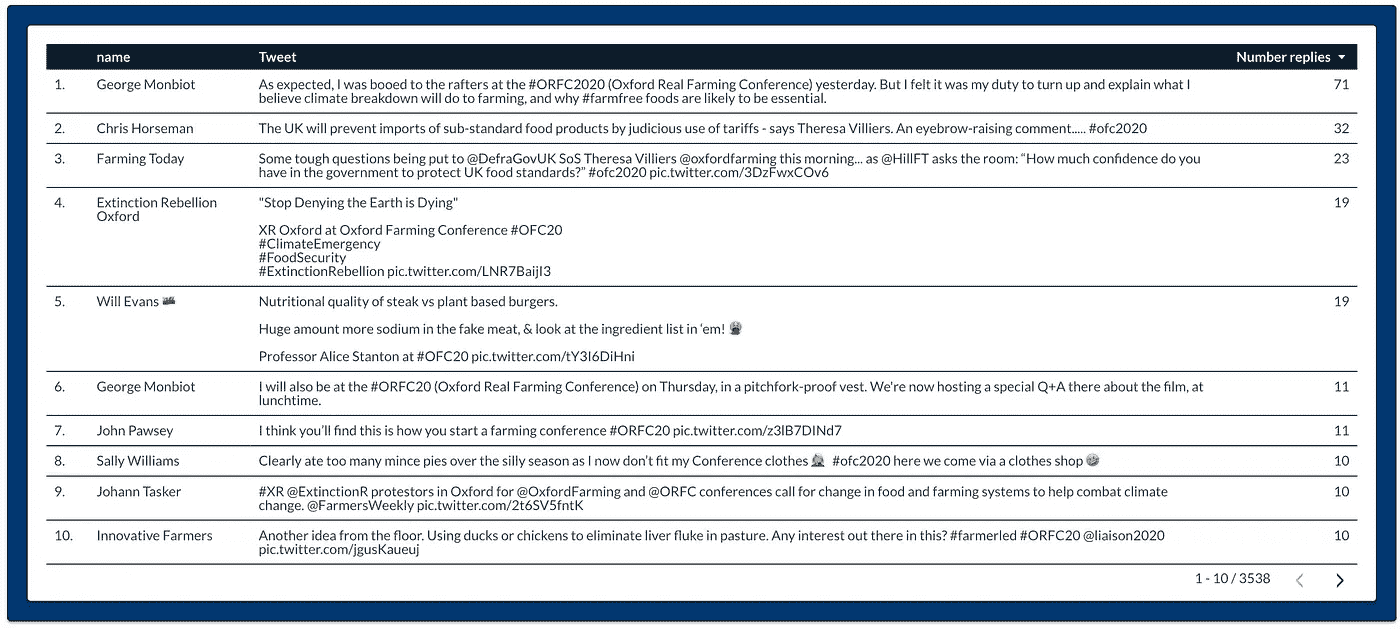 name Tweet Number replies
1. George Monbiot As expected, I was booed to the rafters at the #ORFC2020 (Oxford Real Farming Conference) yesterday. But I felt it was my duty to turn up and explain what I 71
believe climate breakdown will do to farming, and why #farmfree foods are likely to be essential.
2. Chris Horseman The UK will prevent imports of sub-standard food products by judicious use of tariffs - says Theresa Villiers. An eyebrow-raising comment..... #ofc2020 32
3. Farming Today Some tough questions being put to @DefraGovUK SoS Theresa Villiers @oxfordfarming this morning... as @HillFT asks the room: “How much confidence do you 23
have in the government to protect UK food standards?” #ofc2020 pic.twitter.com/3DzFwxCOv6
4. Extinction Rebellion "Stop Denying the Earth is Dying" 19
Oxford
XR Oxford at Oxford Farming Conference #OFC20
#ClimateEmergency
#FoodSecurity
#ExtinctionRebellion pic.twitter.com/LNR7BaijI3
5. Will Evans Nutritional quality of steak vs plant based burgers. 19
Huge amount more sodium in the fake meat, & look at the ingredient list in ‘em!
Professor Alice Stanton at #OFC20 pic.twitter.com/tY3I6DiHni
6. George Monbiot I will also be at the #ORFC20 (Oxford Real Farming Conference) on Thursday, in a pitchfork-proof vest. We're now hosting a special Q+A there about the film, at 11
lunchtime.
7. John Pawsey I think you’ll find this is how you start a farming conference #ORFC20 pic.twitter.com/z3lB7DINd7 11
8. Sally Williams Clearly ate too many mince pies over the silly season as I now don’t fit my Conference clothes #ofc2020 here we come via a clothes shop 10
9. Johann Tasker #XR @ExtinctionR protestors in Oxford for @OxfordFarming and @ORFC conferences call for change in food and farming systems to help combat climate 10
change. @FarmersWeekly pic.twitter.com/2t6SV5fntK
10. Innovative Farmers Another idea from the floor. Using ducks or chickens to eliminate liver fluke in pasture. Any interest out there in this? #farmerled #ORFC20 @liaison2020 10
pic.twitter.com/jgusKaueuj
1 - 10 / 3538